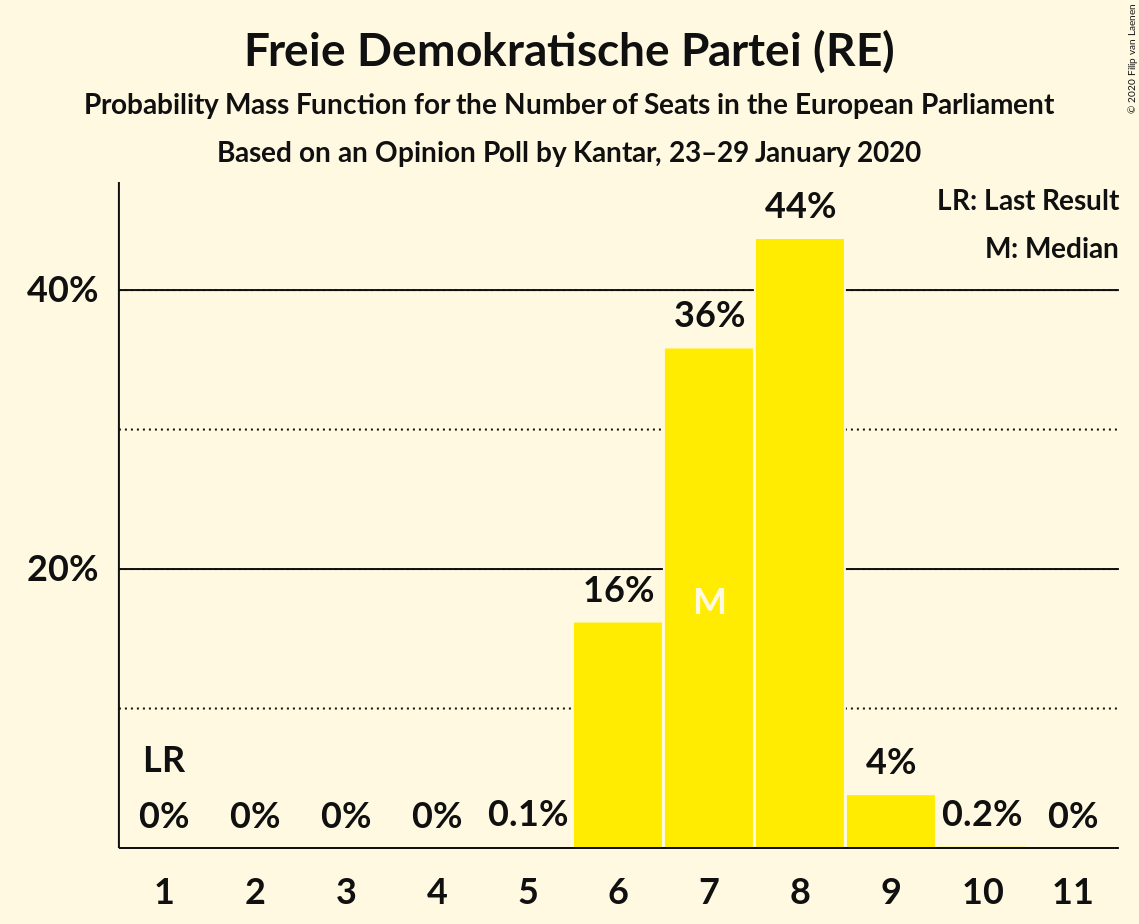 Freie Demokratische Partei (RE)
Probability Mass Function for the Number of Seats in the European Parliament
Based on an Opinion Poll by Kantar, 23–29 January 2020
© 2020 Filip van Laenen
LR: Last Result
M: Median
44%
40%
36%
20%
16%
M
LR
4%
0% 0% 0% 0% 0.1% 0.2% 0%
1 2 3 4 5 6 7 8 9 10 11